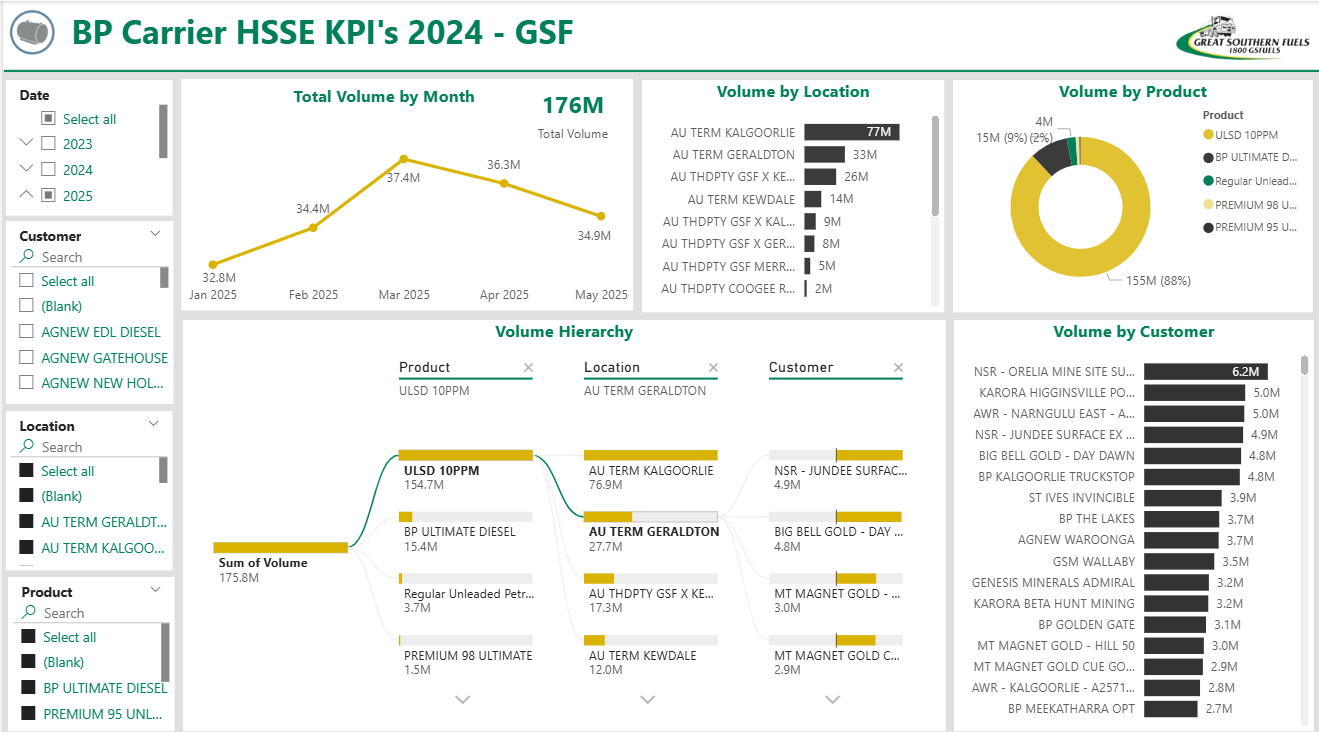 BP Carrier HSSE KPI's 2024 - GSF
GREAT SOUTHERN FUELS
1800 GSFUELS
Date
Select all
2023
2024
2025
Customer
Search
Select all
(Blank)
AGNEW EDL DIESEL
AGNEW GATEHOUSE
AGNEW NEW HOL...
Location
Search
Select all
(Blank)
AU TERM GERALDT...
AU TERM KALGOO...
Product
Search
Select all
(Blank)
BP ULTIMATE DIESEL
PREMIUM 95 UNL...
Total Volume by Month
176M
Total Volume
32.8M
34.4M
37.4M
36.3M
34.9M
Jan 2025
Feb 2025
Mar 2025
Apr 2025
May 2025
Volume by Location
AU TERM KALGOORLIE 77M
AU TERM GERALDTON 33M
AU THDPTY GSF X KE... 26M
AU TERM KEWDALE 14M
AU THDPTY GSF X KAL... 9M
AU THDPTY GSF X GER... 8M
AU THDPTY GSF MERR... 5M
AU THDPTY COOGEE R... 2M
Volume by Product
4M
15M (9%) (2%)
155M (88%)
Product
ULSD 10PPM
BP ULTIMATE D...
Regular Unlead...
PREMIUM 98 U...
PREMIUM 95 U...
Volume Hierarchy
Product
ULSD 10PPM
Location
AU TERM GERALDTON
Customer
Sum of Volume
175.8M
ULSD 10PPM
154.7M
BP ULTIMATE DIESEL
15.4M
Regular Unleaded Petr...
3.7M
PREMIUM 98 ULTIMATE
1.5M
AU TERM KALGOORLIE
76.9M
AU TERM GERALDTON
27.7M
AU THDPTY GSF X KE...
17.3M
AU TERM KEWDALE
12.0M
NSR - JUNDEE SURFAC...
4.9M
BIG BELL GOLD - DAY ...
4.8M
MT MAGNET GOLD - ...
3.0M
MT MAGNET GOLD C...
2.9M
Volume by Customer
NSR - ORELIA MINE SITE SU... 6.2M
KARORA HIGGINSVILLE PO... 5.0M
AWR - NARNGULU EAST - A... 5.0M
NSR - JUNDEE SURFACE EX ... 4.9M
BIG BELL GOLD - DAY DAWN 4.8M
BP KALGOORLIE TRUCKSTOP 4.8M
ST IVES INVINCIBLE 3.9M
BP THE LAKES 3.7M
AGNEW WAROONGA 3.7M
GSM WALLABY 3.5M
GENESIS MINERALS ADMIRAL 3.2M
KARORA BETA HUNT MINING 3.2M
BP GOLDEN GATE 3.1M
MT MAGNET GOLD - HILL 50 3.0M
MT MAGNET GOLD CUE GO... 2.9M
AWR - KALGOORLIE - A2571... 2.8M
BP MEEKATHARRA OPT 2.7M